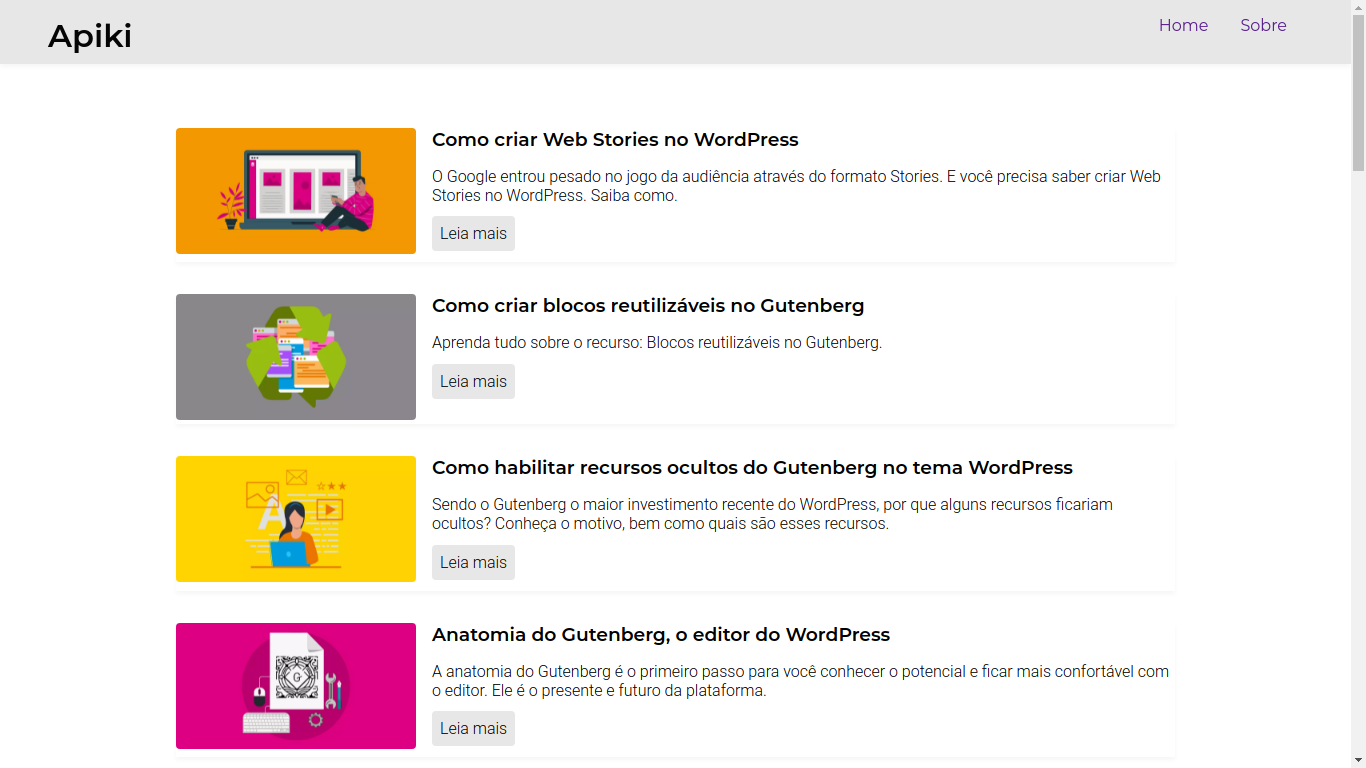 Apiki
Home
Sobre
Como criar Web Stories no WordPress
O Google entrou pesado no jogo da audiência através do formato Stories. E você precisa saber criar Web
Stories no WordPress. Saiba como.
Leia mais
Como criar blocos reutilizáveis no Gutenberg
Aprenda tudo sobre o recurso: Blocos reutilizáveis no Gutenberg.
Leia mais
A
Como habilitar recursos ocultos do Gutenberg no tema WordPress
Sendo o Gutenberg o maior investimento recente do WordPress, por que alguns recursos ficariam
ocultos? Conheça o motivo, bem como quais são esses recursos.
Leia mais
G
Anatomia do Gutenberg, o editor do WordPress
A anatomia do Gutenberg é o primeiro passo para você conhecer o potencial e ficar mais confortável com
o editor. Ele é o presente e futuro da plataforma.
Leia mais